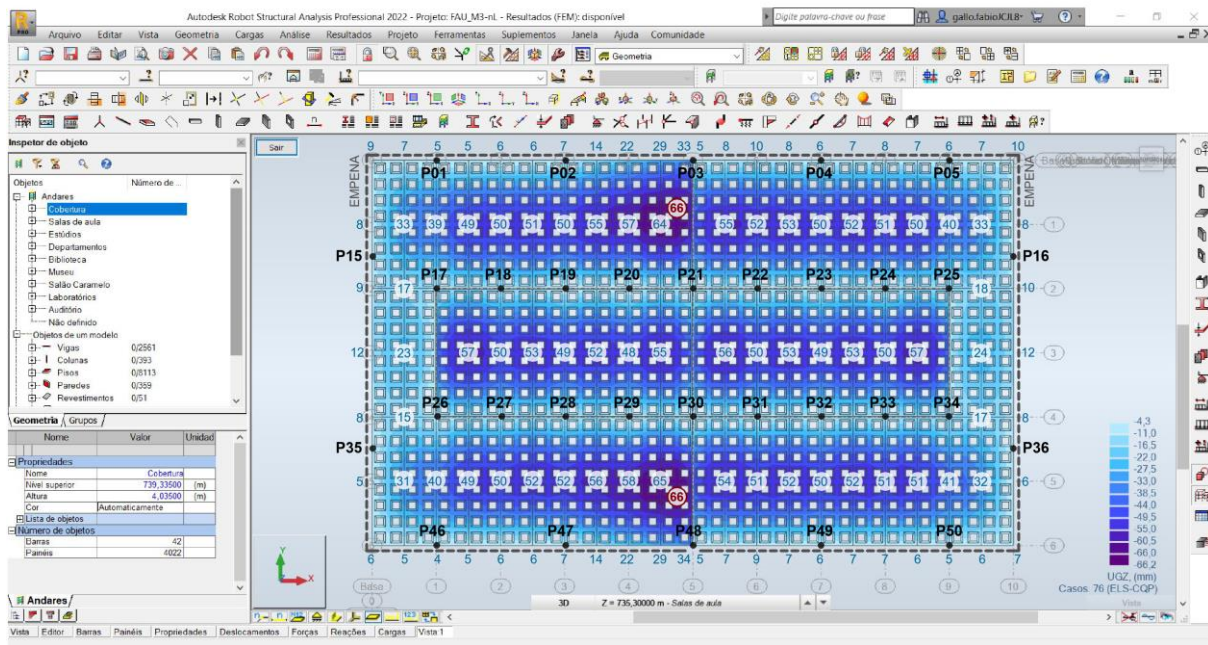 Autodesk Robot Structural Analysis Professional 2022 - Projeto: FAU_M3-nL - Resultados (FEM): disponível
Digite palavra-chave ou frase
gallo.fabioJCJL8
PRO
Arquivo Editar Vista Geometria Cargas Análise Resultados Projeto Ferramentas Suplementos Janela Ajuda Comunidade
Geometria
Inspetor de objeto
Sair
Objetos Número de ...
Andares
Cobertura
Salas de aula
Estúdios
Departamentos
Biblioteca
Museu
Salão Caramelo
Laboratórios
Auditório
Não definido
Objetos de um modelo
Vigas 0/2561
Colunas 0/393
Pisos 0/8113
Paredes 0/359
Revestimentos 0/51
Geometria Grupos
Nome Valor Unidad
Propriedades
Nome Cobertura
Nível superior 739,33500 (m)
Altura 4,03500 (m)
Cor Automaticamente
Lista de objetos
Número de objetos
Barras 42
Painéis 4022
Andares
9 7 5 5 6 7 7 8 14 22 29 33 5 8 9 8 7 6 6 5 7 10
EMPENA P01 P02 P03 P04 P05 EMPENA
66
8 33 39 49 50 51 50 55 57 64 55 52 53 50 51 50 40 33 8 1
P15 P16
P17 P18 P19 P20 P21 P22 P23 P24 P25
9 17 18 10 2
12 23 57 50 53 49 52 48 55 56 50 53 49 53 50 57 24 12 3
P26 P27 P28 P29 P30 P31 P32 P33 P34
8 15 17 8 4
P35 P36
5 31 40 49 50 52 52 56 58 65 54 51 52 50 52 51 41 32 6 5
66
P46 P47 P48 P49 P50
6
6 5 4 5 6 6 7 7 14 22 29 34 5 7 9 8 7 6 6 5 5 7
Base 1 2 3 4 5 6 7 8 9 10
0
-4,3
-11,0
-16,5
-22,0
-27,5
-33,0
-38,5
-44,0
-49,5
-55,0
-60,5
-66,0
-66,2
UGZ, (mm)
Casos: 76 (ELS-CQP)
Vista
3D Z = 735,30000 m - Salas de aula
Vista Editor Barras Painéis Propriedades Deslocamentos Forças Reações Cargas Vista 1